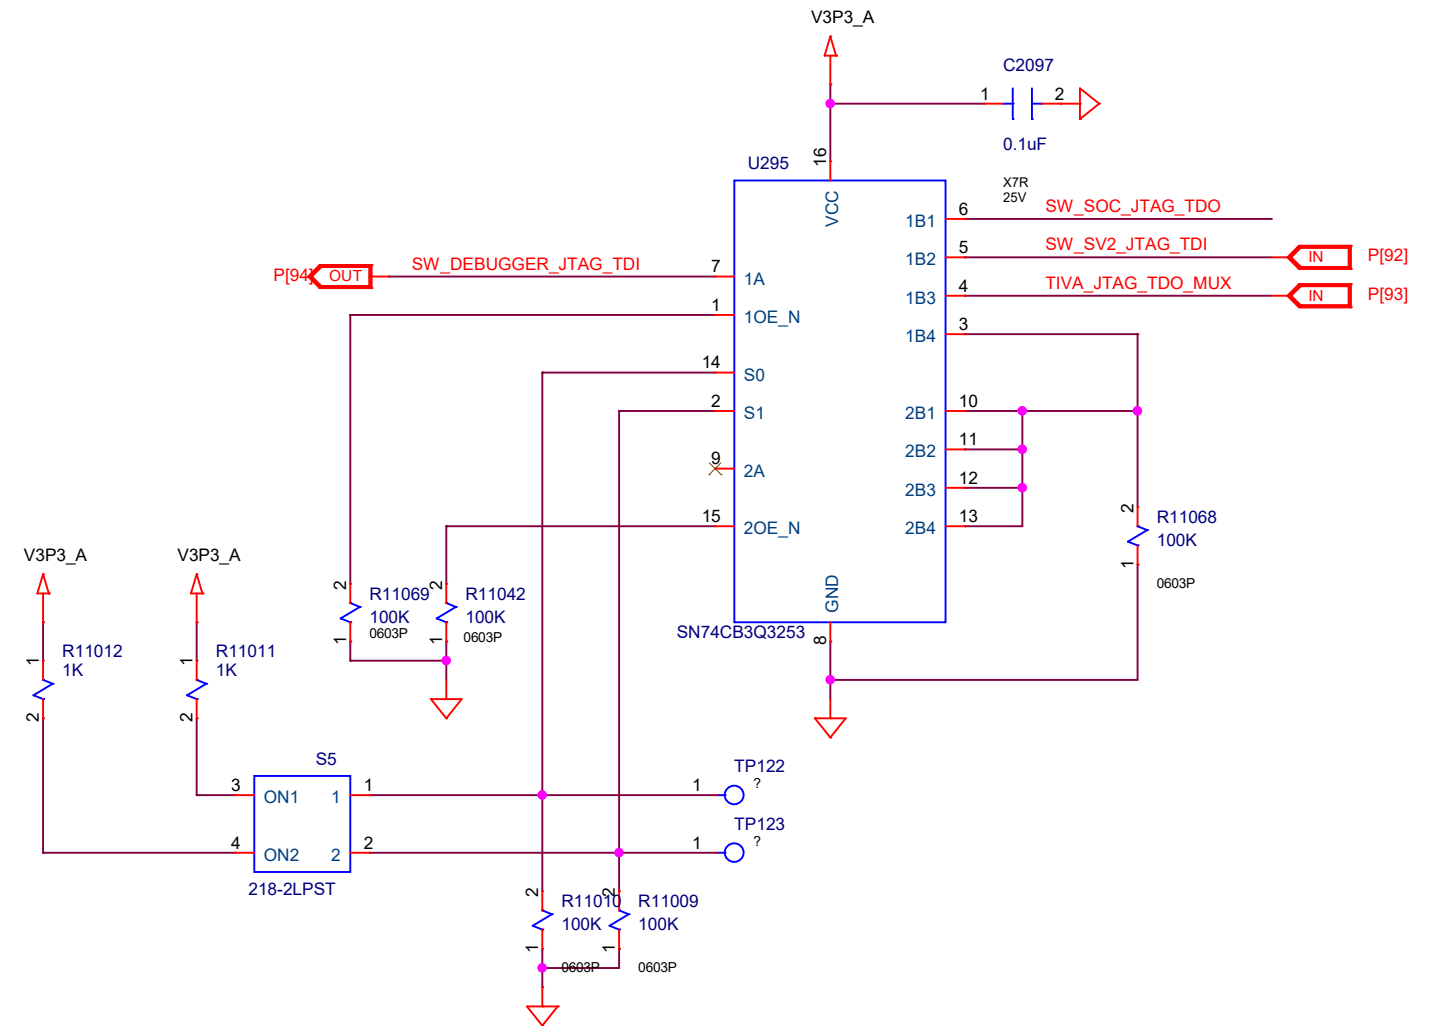 V3P3_A
C2097
1 2
0.1uF
X7R
25V
U295
16
VCC
6 1B1 SW_SOC_JTAG_TDO
5 1B2 SW_SV2_JTAG_TDI IN P[92]
4 1B3 TIVA_JTAG_TDO_MUX IN P[93]
3 1B4
P[94] OUT SW_DEBUGGER_JTAG_TDI 7 1A
1 1OE_N
14 S0
2 S1
9 2A
15 2OE_N
10 2B1
11 2B2
12 2B3
13 2B4
GND
8
SN74CB3Q3253
2 R11068
100K
1
0603P
2 R11069
100K
0603P
1
2 R11042
100K
0603P
1
V3P3_A
1 R11012
1K
2
V3P3_A
1 R11011
1K
2
S5
3 ON1 1 1
4 ON2 2 2
218-2LPST
1 TP122
?
1 TP123
?
2 R11010
100K
1
0603P
2 R11009
100K
1
0603P